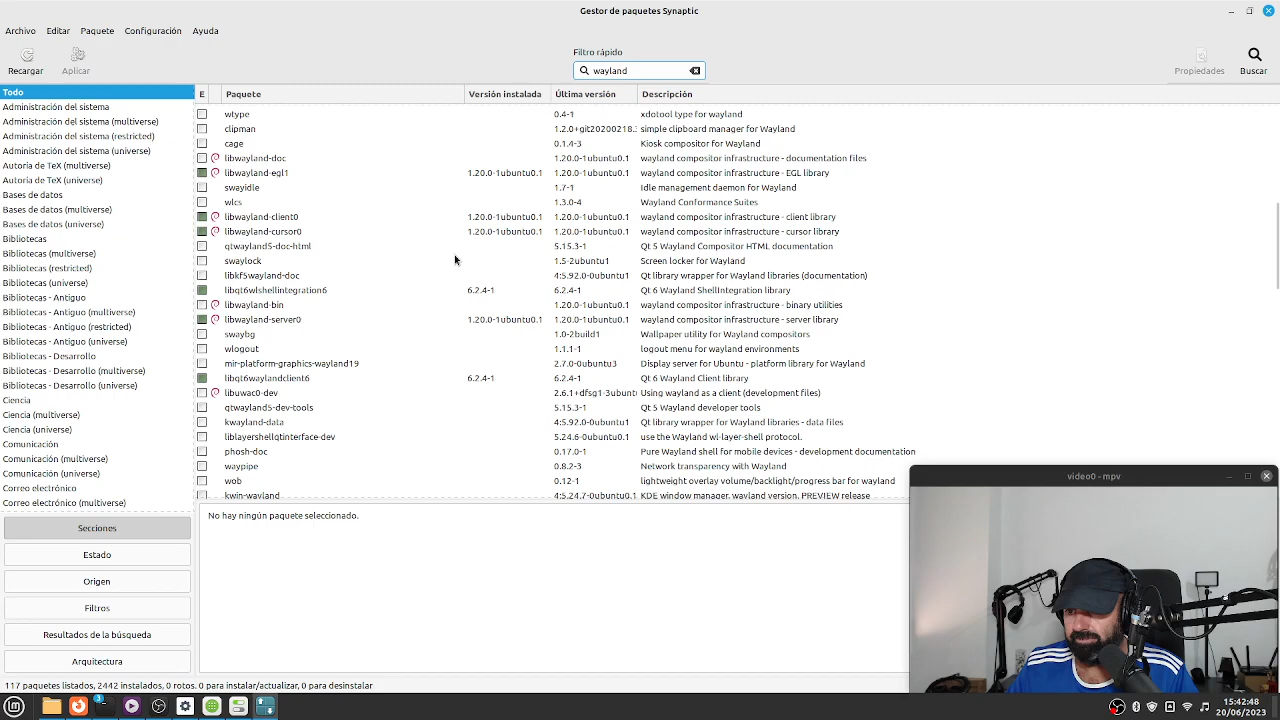 Gestor de paquetes Synaptic
Archivo Editar Paquete Configuración Ayuda
Filtro rápido
Recargar Aplicar wayland Propiedades Buscar
Todo
Administración del sistema
Administración del sistema (multiverse)
Administración del sistema (restricted)
Administración del sistema (universe)
Autoría de TeX (multiverse)
Autoría de TeX (universe)
Bases de datos
Bases de datos (multiverse)
Bases de datos (universe)
Bibliotecas
Bibliotecas (multiverse)
Bibliotecas (restricted)
Bibliotecas (universe)
Bibliotecas - Antiguo
Bibliotecas - Antiguo (multiverse)
Bibliotecas - Antiguo (restricted)
Bibliotecas - Antiguo (universe)
Bibliotecas - Desarrollo
Bibliotecas - Desarrollo (multiverse)
Bibliotecas - Desarrollo (universe)
Ciencia
Ciencia (multiverse)
Ciencia (universe)
Comunicación
Comunicación (multiverse)
Comunicación (universe)
Correo electrónico
Correo electrónico (multiverse)
Secciones
Estado
Origen
Filtros
Resultados de la búsqueda
Arquitectura
E Paquete Versión instalada Última versión Descripción
wtype 0.4-1 xdotool type for wayland
clipman 1.2.0+git20200218. simple clipboard manager for Wayland
cage 0.1.4-3 Kiosk compositor for Wayland
libwayland-doc 1.20.0-1ubuntu0.1 wayland compositor infrastructure - documentation files
libwayland-egl1 1.20.0-1ubuntu0.1 1.20.0-1ubuntu0.1 wayland compositor infrastructure - EGL library
swayidle 1.7-1 Idle management daemon for Wayland
wlcs 1.3.0-4 Wayland Conformance Suites
libwayland-client0 1.20.0-1ubuntu0.1 1.20.0-1ubuntu0.1 wayland compositor infrastructure - client library
libwayland-cursor0 1.20.0-1ubuntu0.1 1.20.0-1ubuntu0.1 wayland compositor infrastructure - cursor library
qtwayland5-doc-html 5.15.3-1 Qt 5 Wayland Compositor HTML documentation
swaylock 1.5-2ubuntu1 Screen locker for Wayland
libkf5wayland-doc 4:5.92.0-0ubuntu1 Qt library wrapper for Wayland libraries (documentation)
libqt6wlshellintegration6 6.2.4-1 6.2.4-1 Qt 6 Wayland ShellIntegration library
libwayland-bin 1.20.0-1ubuntu0.1 wayland compositor infrastructure - binary utilities
libwayland-server0 1.20.0-1ubuntu0.1 1.20.0-1ubuntu0.1 wayland compositor infrastructure - server library
swaybg 1.0-2build1 Wallpaper utility for Wayland compositors
wlogout 1.1.1-1 logout menu for wayland environments
mir-platform-graphics-wayland19 2.7.0-0ubuntu3 Display server for Ubuntu - platform library for Wayland
libqt6waylandclient6 6.2.4-1 6.2.4-1 Qt 6 Wayland Client library
libuwac0-dev 2.6.1+dfsg1-3ubunt Using wayland as a client (development files)
qtwayland5-dev-tools 5.15.3-1 Qt 5 Wayland developer tools
kwayland-data 4:5.92.0-0ubuntu1 Qt library wrapper for Wayland libraries - data files
liblayershellqtinterface-dev 5.24.6-0ubuntu0.1 use the Wayland wl-layer-shell protocol.
phosh-doc 0.17.0-1 Pure Wayland shell for mobile devices - development documentation
waypipe 0.8.2-3 Network transparency with Wayland
wob 0.12-1 lightweight overlay volume/backlight/progress bar for wayland
kwin-wayland 4:5.24.7-0ubuntu0.1 KDE window manager, wayland version, PREVIEW release
No hay ningún paquete seleccionado.
video0 - mpv
117 paquetes listados, 2442 instalados, 0 rotos. 0 para instalar/actualizar, 0 para desinstalar
3
15:42:48
20/06/2023